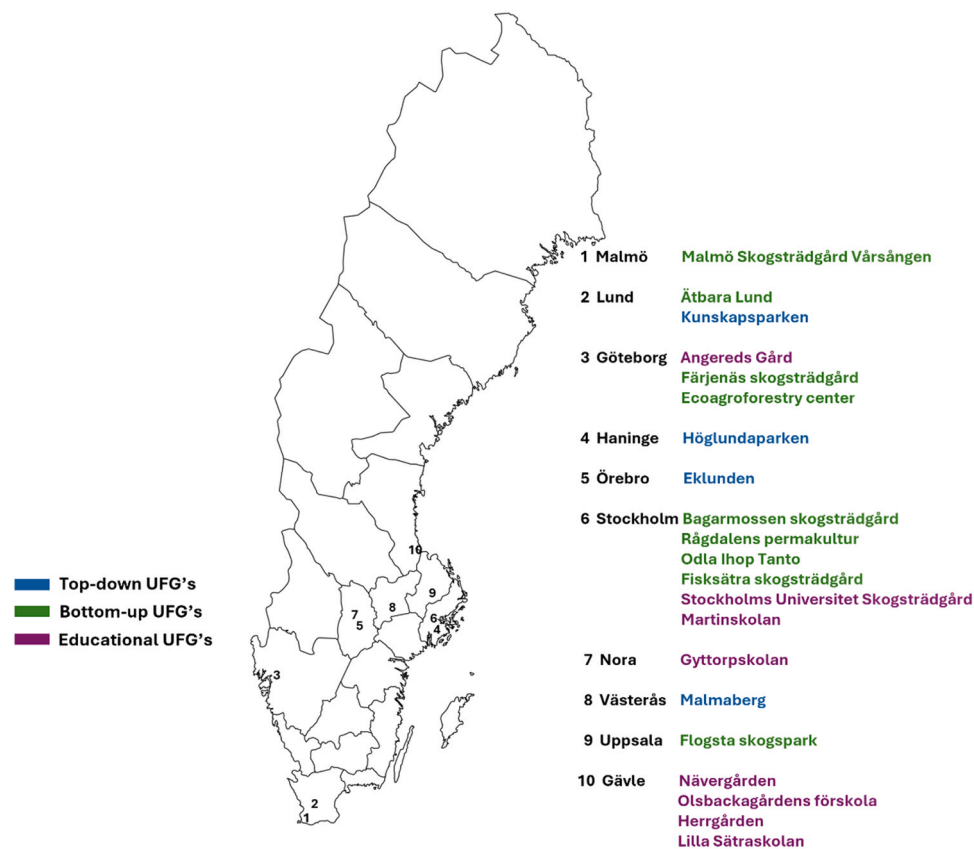 1 Malmö Malmö Skogsträdgård Vårsången
2 Lund Ätbara Lund
Kunskapsparken
3 Göteborg Angereds Gård
Färjenäs skogsträdgård
Ecoagroforestry center
4 Haninge Höglundaparken
5 Örebro Eklunden
6 Stockholm Bagarmossen skogsträdgård
Rågdalens permakultur
Odla Ihop Tanto
Fisksätra skogsträdgård
Stockholms Universitet Skogsträdgård
Martinskolan
7 Nora Gyttorpskolan
8 Västerås Malmaberg
9 Uppsala Flogsta skogspark
10 Gävle Nävergården
Olsbackagårdens förskola
Herrgården
Lilla Sätraskolan
Top-down UFG's
Bottom-up UFG's
Educational UFG's
10
9
8
7
6
5
4
3
2
1